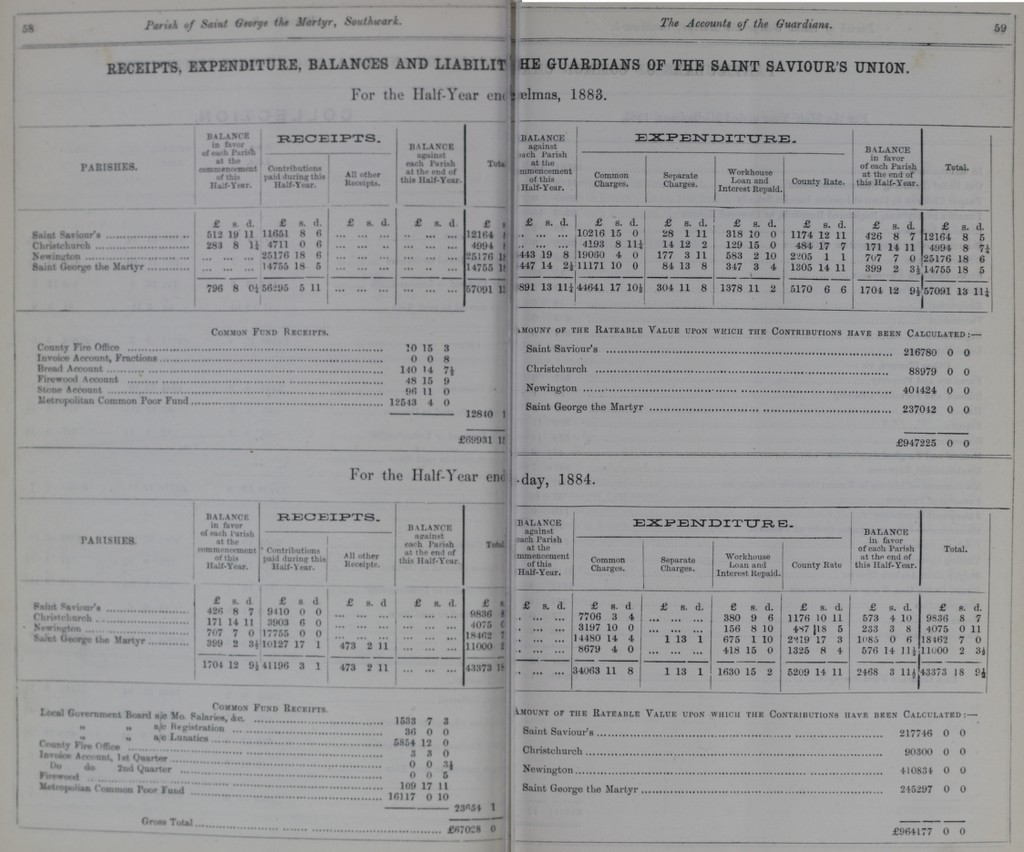 58
Parish of Saint George the Martyr, Southwark.
RECEIPTS, EXPENDITURE, BALANCES AND LIABILIT
For the Half-Year en
PARISHES.
BALANCE in favor of each Parish at the commencement of this Half-Year.
RECEIPTS.
Contributions paid during this Half-Year.
All other Receipts.
BALANCE against each Parish at the end of this Half-Year.
Tota
£ s. d. £ s. d. £ s. d. £ s. d. £ s
Saint Saviour's ... 512 19 11 11651 8 6 ... ... ... ... ... ... 12164
Christchurch ... 283 8 1¼ 4711 0 6 ... ... ... ... ... ... 4994
Newington ... ... ... ... 25176 18 6 ... ... ... ... ... ... 25176 1
Saint George the Martyr ... ... ... ... 14755 18 5 ... ... ... ... ... ... 14755 1
796 8 0¼ 56295 5 11 ... ... ... ... ... ... 57091 1
COMMON FUND RECEIPTS.
County Fire Office ... 10 15 3
Invoice Account, Fractions ... 0 0 8
Bread Account ... 140 14 7½
Firewood Account ... 48 15 9
Stone Account ... 96 11 0
Metropolitan Common Poor Fund ... 12543 4 0
12840 1
£69931 1
For the Half-Year end
PARISHES.
BALANCE in favor of each Parish at the commencement of this Half-Year.
RECEIPTS.
Contributions paid during this Half-Year.
All other Receipts.
BALANCE against each Parish at the end of this Half-Year.
Total
£ s. d. £ s. d £ s. d £ s. d. £ s
Saint Saviour's ... 426 8 7 9410 0 0 ... ... ... ... ... ... 9836
Christchurch ... 171 14 11 3903 6 0 ... ... ... ... ... ... 4075
Newington ... 707 7 0 17755 0 0 ... ... ... ... ... ... 18462
Saint George the Martyr ... 399 2 3¼ 10127 17 1 473 2 11 ... ... ... 11000
1704 12 9½ 41196 3 1 473 2 11 ... ... ... 43373 1
COMMON FUND RECEIPTS.
Local Government Board a/c Mo. Salaries, &c. ... 1533 7 3
" " a/c Registration ... 36 0 0
" " a/c Lunatics ... 5854 12 0
County Fire Office ... 3 3 0
Invoice Account, 1st Quarter ... 0 0 3¼
Do do 2nd Quarter ... 0 0 5
Firewood ... 109 17 11
Metropolian Common Poor Fund ... 16117 0 10
23654 1
Gross Total ... £67028 0
The Accounts of the Guardians.
59
HE GUARDIANS OF THE SAINT SAVIOUR'S UNION.
elmas, 1883.
BALANCE against ach Parish at the mmencement of this Half-Year.
EXPENDITURE.
Common Charges.
Separate Charges.
Workhouse Loan and Interest Repaid.
County Rate.
BALANCE in favor of each Parish at the end of this Half-Year.
Total.
£ s. d. £ s. d. £ s. d. £ s. d. £ s. d. £ s. d. £ s. d.
.. ... ... 10216 15 0 28 1 11 318 10 0 1174 12 11 426 8 7 12164 8 5
.. ... ... 4193 8 11¼ 14 12 2 129 15 0 484 17 7 171 14 11 4994 8 7¼
443 19 8 19060 4 0 177 3 11 583 2 10 2205 1 1 707 7 0 25176 18 6
447 14 2¼ 11171 10 0 84 13 8 347 3 4 1305 14 11 399 2 3¼ 14755 18 5
891 13 11¼ 44641 17 10¼ 304 11 8 1378 11 2 5170 6 6 1704 12 9½ 57091 13 11¼
MOUNT OF THE RATEABLE VALUE UPON WHICH THE CONTRIBUTIONS HAVE BEEN CALCULATED:—
Saint Saviour's ... 216780 0 0
Christchurch ... 88979 0 0
Newington ... 404424 0 0
Saint George the Martyr ... 237042 0 0
£947225 0 0
-day, 1884.
BALANCE against each Parish at the mmencement of this Half-Year.
EXPENDITURE.
Common Charges.
Separate Charges.
Workhouse Loan and Interest Repaid.
County Rate
BALANCE in favor of each Parish at the end of this Half-Year.
Total.
£ s. d. £ s. d £ s. d. £ s. d. £ s. d. £ s. d. £ s. d.
. ... ... 7706 3 4 ... ... ... 380 9 6 1176 10 11 573 4 10 9836 8 7
. ... ... 3197 10 0 ... ... ... 156 8 10 487 18 5 233 3 8 4075 0 11
. ... ... 14480 14 4 1 13 1 675 1 10 2219 17 3 1085 0 6 18462 7 0
. ... ... 8679 4 0 ... ... ... 418 15 0 1325 8 4 576 14 11¼ 11000 2 3¼
.. ... ... 34063 11 8 1 13 1 1630 15 2 5209 14 11 2468 3 11½ 43373 18 9½
AMOUNT OF THE RATEABLE VALUE UPON WHICH THE CONTRIBUTIONS HAVE BEEN CALCULATED:—
Saint Saviour's ... 217746 0 0
Christchurch ... 90300 0 0
Newington ... 410834 0 0
Saint George the Martyr ... 245297 0 0
£964177 0 0